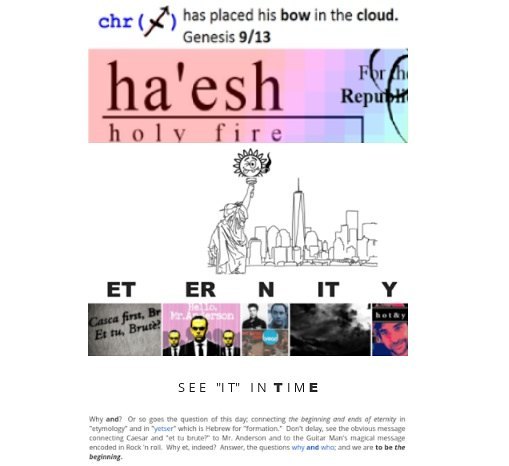 chr ( ) has placed his bow in the cloud.
Genesis 9/13
ha'esh
holy fire
For the
Republi
ET ER N IT Y
Casca first, Br
Et tu, Brute?
Hello,
Mr.Anderson
bread
hot&y
SEE "IT" IN TIME
Why and? Or so goes the question of this day; connecting the beginning and ends of eternity in
"etymology" and in "yetser" which is Hebrew for "formation." Don't delay, see the obvious message
connecting Caesar and "et tu brute?" to Mr. Anderson and to the Guitar Man's magical message
encoded in Rock 'n roll. Why et, indeed? Answer, the questions why and who; and we are to be the
beginning.